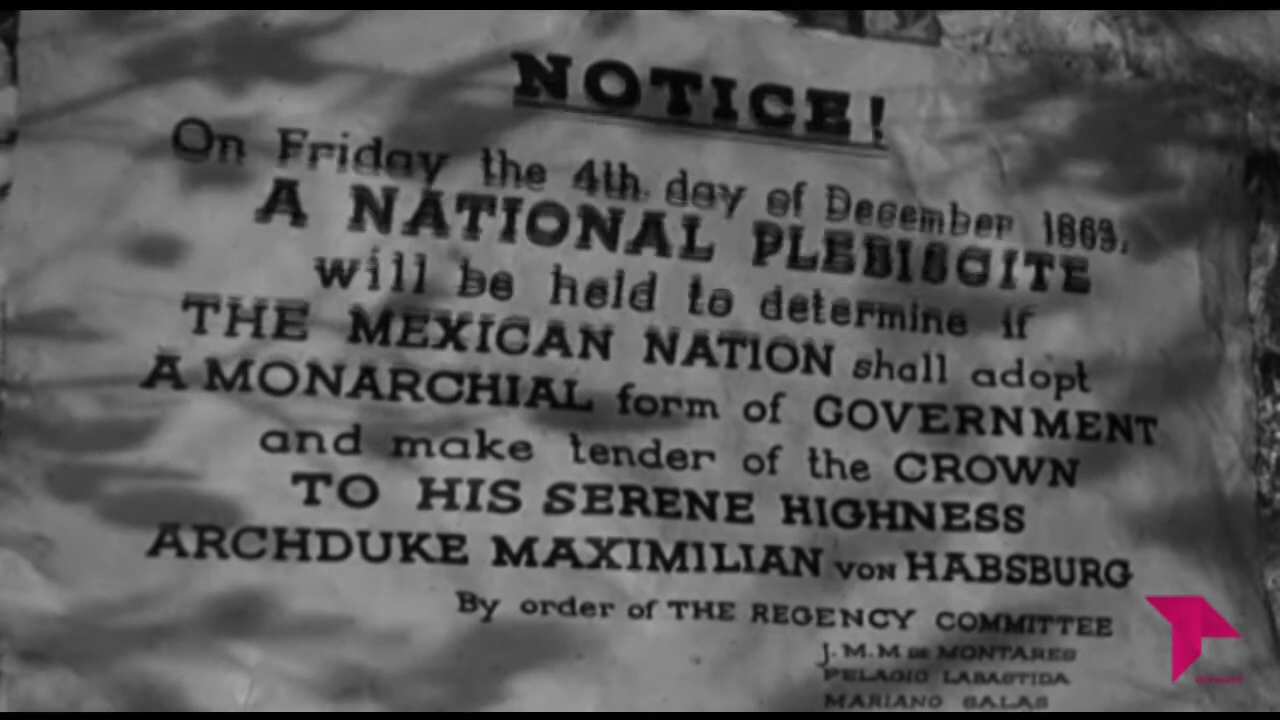 NOTICE!
On Friday the 4th. day of December 1863,
A NATIONAL PLEBISCITE
will be held to determine if
THE MEXICAN NATION shall adopt
A MONARCHIAL form of GOVERNMENT
and make tender of the CROWN
TO HIS SERENE HIGHNESS
ARCHDUKE MAXIMILIAN VON HABSBURG
By order of THE REGENCY COMMITTEE
J. M. M DE MONTARES
PELAGIO LABASTIDA
MARIANO SALAS